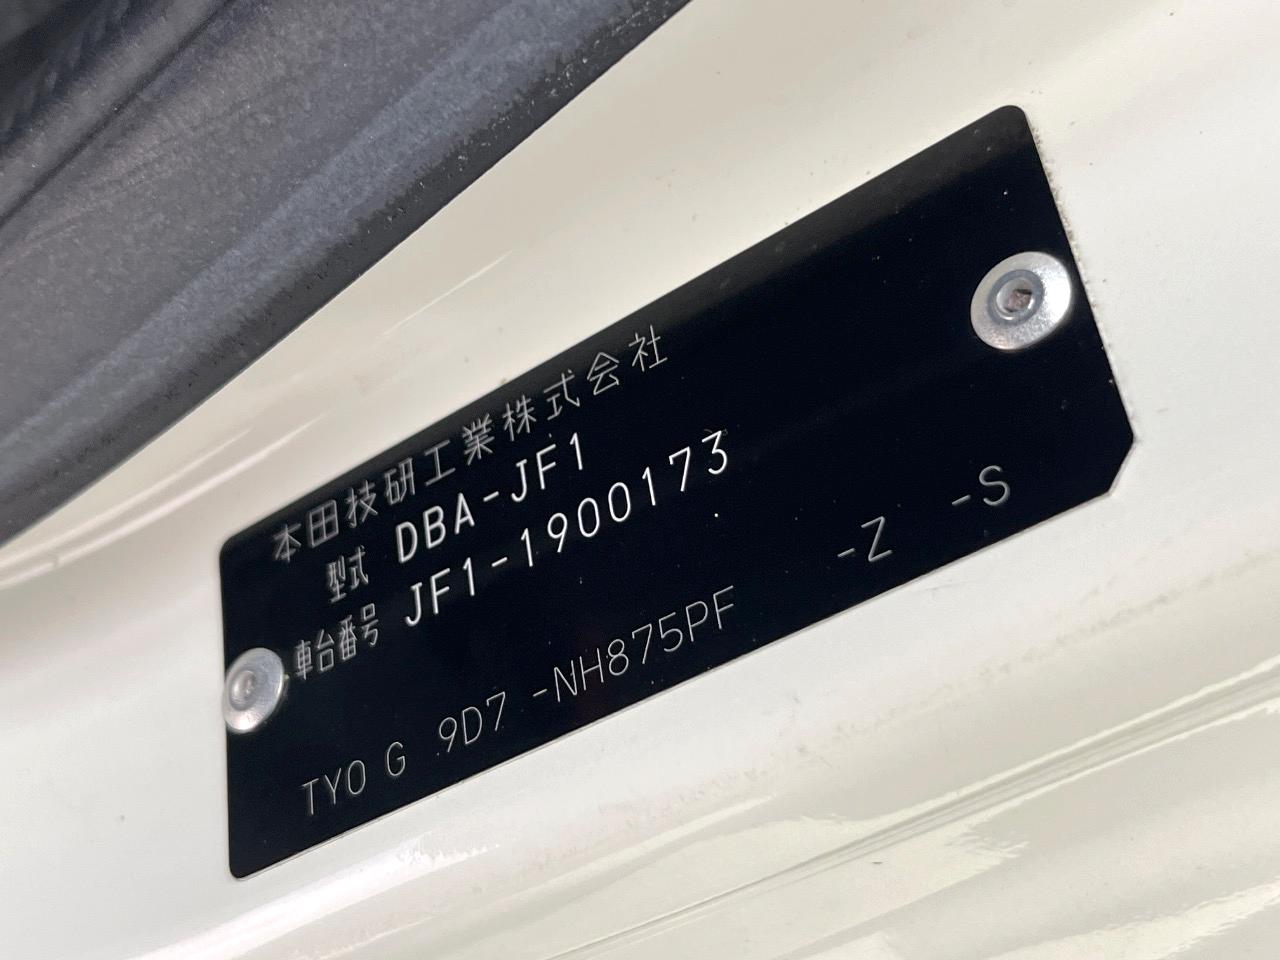 本田技研工業株式会社
型式 DBA-JF1
車台番号 JF1-1900173
TYO G 9D7 -NH875PF -Z -S